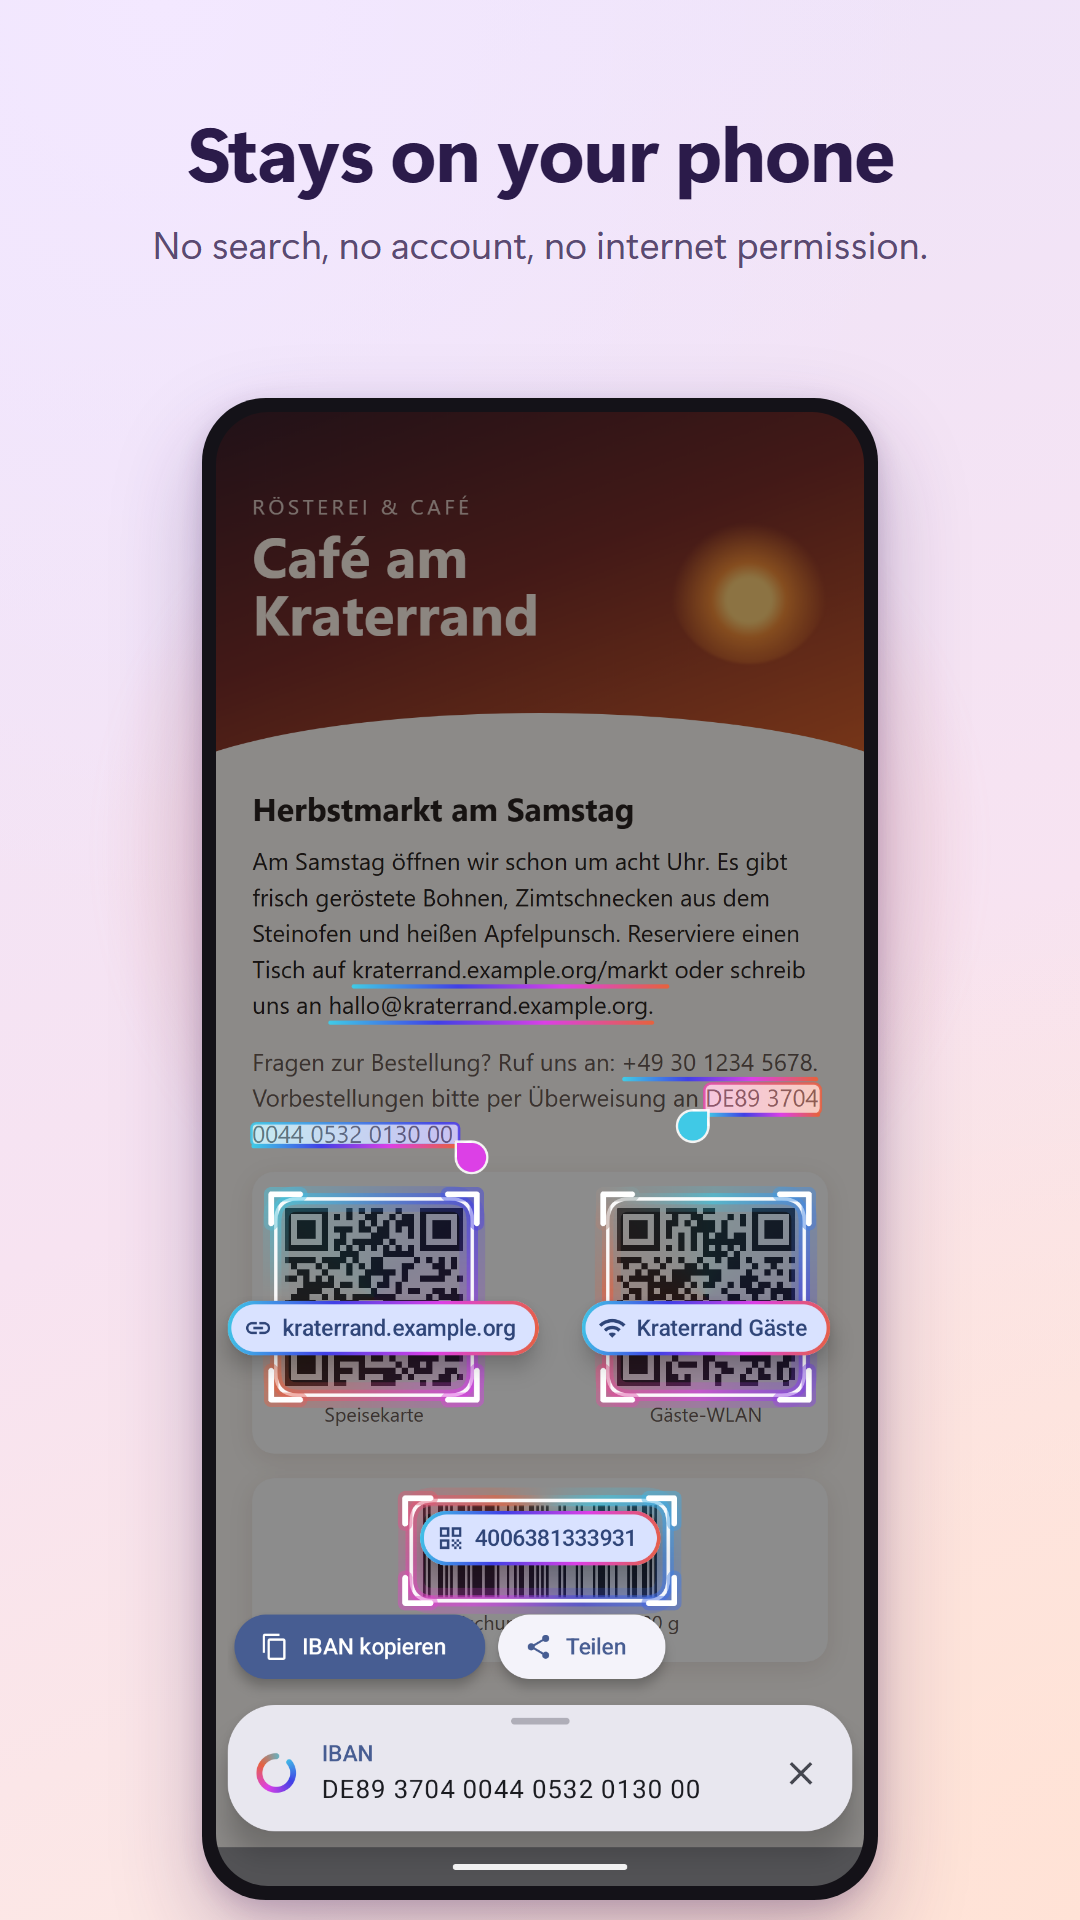 Stays on your phone
No search, no account, no internet permission.
RÖSTEREI & CAFÉ
Café am
Kraterrand
Herbstmarkt am Samstag
Am Samstag öffnen wir schon um acht Uhr. Es gibt
frisch geröstete Bohnen, Zimtschnecken aus dem
Steinofen und heißen Apfelpunsch. Reserviere einen
Tisch auf kraterrand.example.org/markt oder schreib
uns an hallo@kraterrand.example.org.
Fragen zur Bestellung? Ruf uns an: +49 30 1234 5678.
Vorbestellungen bitte per Überweisung an DE89 3704
0044 0532 0130 00
kraterrand.example.org
Kraterrand Gäste
Speisekarte
Gäste-WLAN
4006381333931
g
IBAN kopieren
Teilen
IBAN
DE89 3704 0044 0532 0130 00